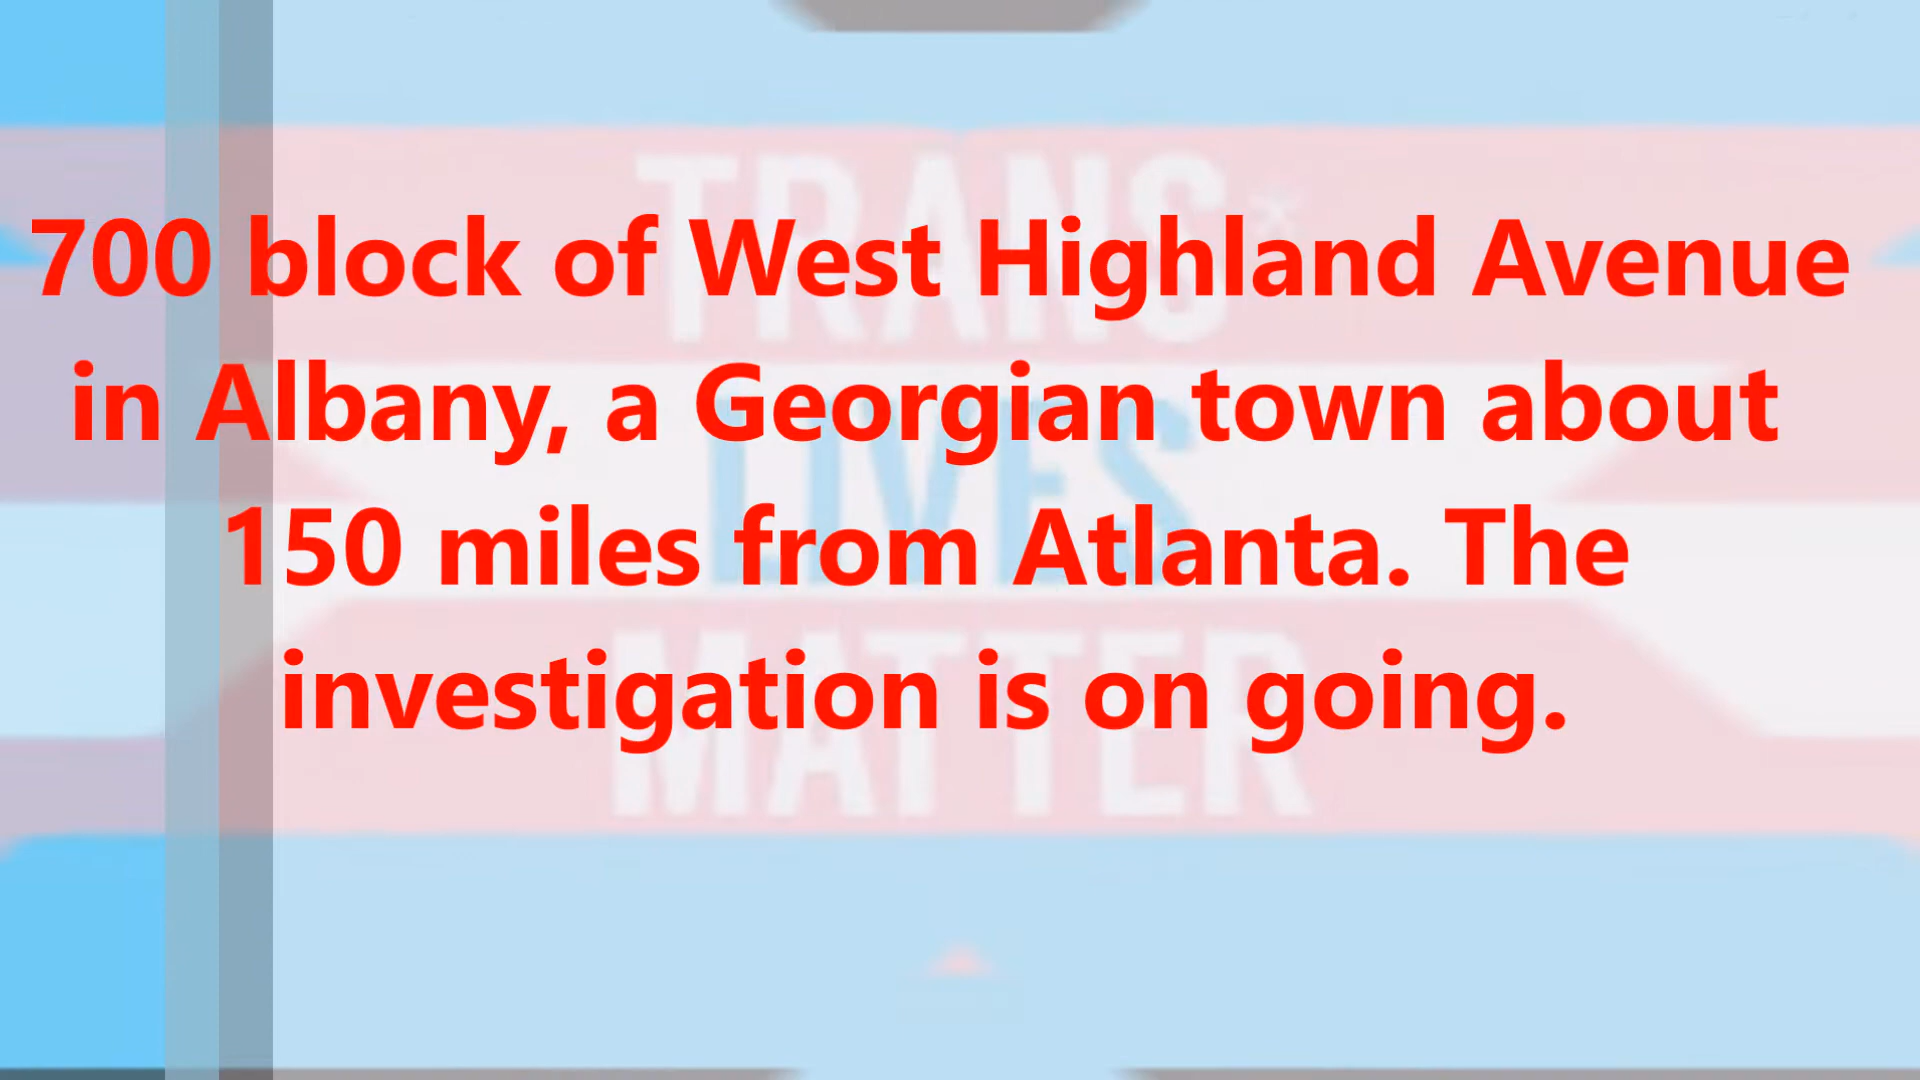 TRANS*
LIVES
MATTER
700 block of West Highland Avenue
in Albany, a Georgian town about
150 miles from Atlanta. The
investigation is on going.